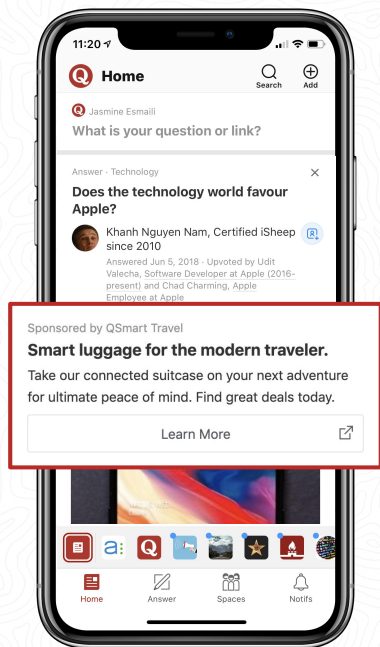 11:20
Q Home
Search
Add
Jasmine Esmaili
What is your question or link?
Answer · Technology
Does the technology world favour
Apple?
Khanh Nguyen Nam, Certified iSheep
since 2010
Answered Jun 5, 2018 · Upvoted by Udit
Valecha, Software Developer at Apple (2016-
present) and Chad Charming, Apple
Employee at Apple
Sponsored by QSmart Travel
Smart luggage for the modern traveler.
Take our connected suitcase on your next adventure
for ultimate peace of mind. Find great deals today.
Learn More
a: Q
Home
Answer
Spaces
Notifs